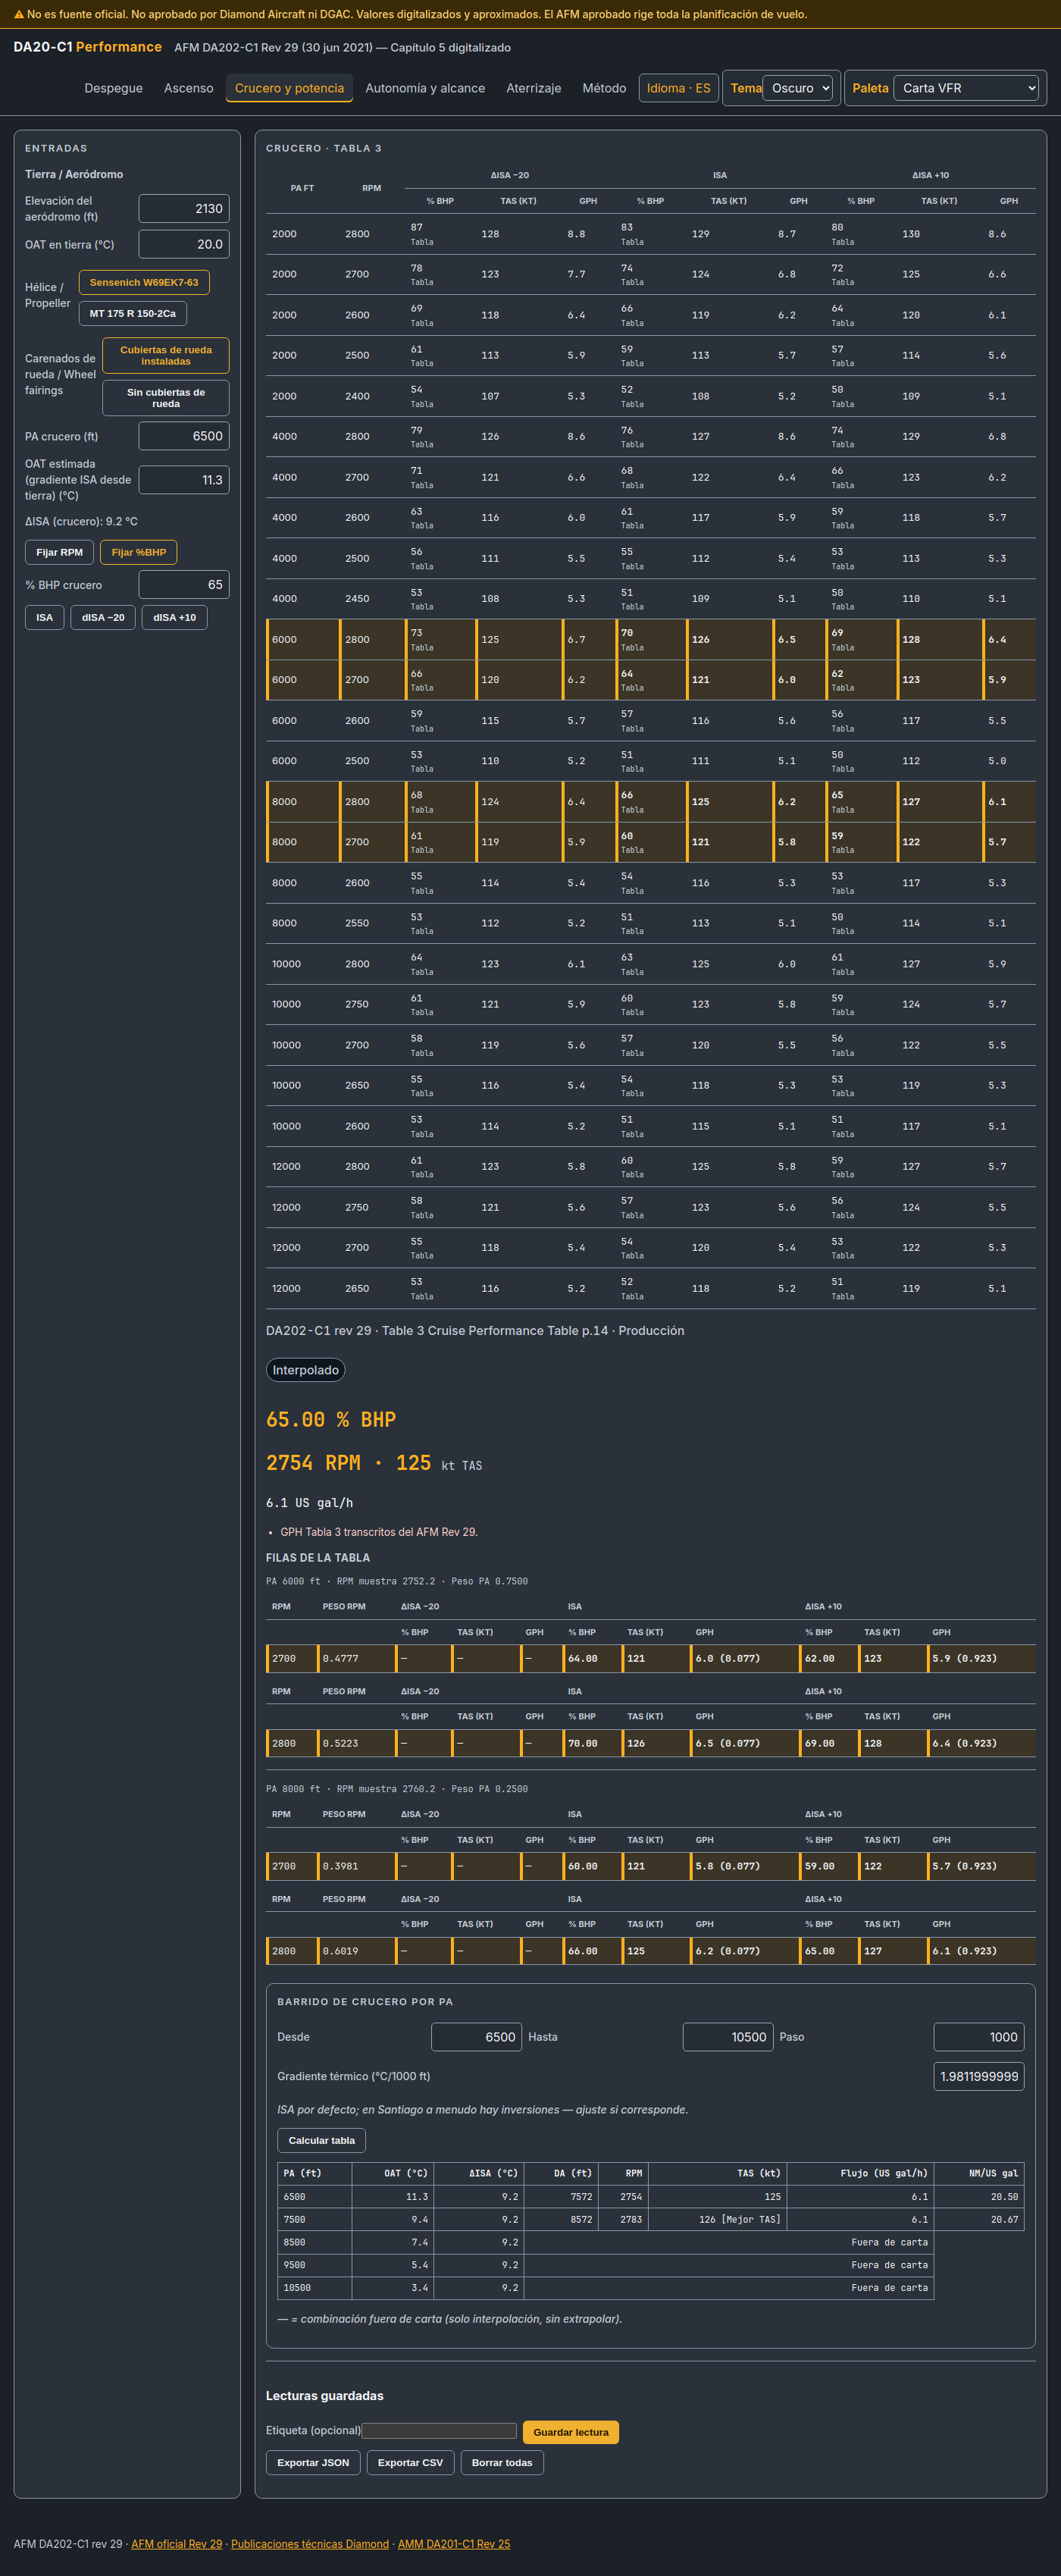 ⚠ No es fuente oficial. No aprobado por Diamond Aircraft ni DGAC. Valores digitalizados y aproximados. El AFM aprobado rige toda la planificación de vuelo.
DA20-C1 Performance AFM DA202-C1 Rev 29 (30 jun 2021) — Capítulo 5 digitalizado
Despegue Ascenso Crucero y potencia Autonomía y alcance Aterrizaje Método Idioma · ES Tema Oscuro Paleta Carta VFR
ENTRADAS
Tierra / Aeródromo
Elevación del aeródromo (ft) 2130
OAT en tierra (°C) 20.0
Hélice / Propeller
Sensenich W69EK7-63
MT 175 R 150-2Ca
Carenados de rueda / Wheel fairings
Cubiertas de rueda instaladas
Sin cubiertas de rueda
PA crucero (ft) 6500
OAT estimada (gradiente ISA desde tierra) (°C) 11.3
ΔISA (crucero): 9.2 °C
Fijar RPM Fijar %BHP
% BHP crucero 65
ISA dISA −20 dISA +10
CRUCERO · TABLA 3
PA FT RPM ΔISA −20 ISA ΔISA +10
% BHP TAS (KT) GPH % BHP TAS (KT) GPH % BHP TAS (KT) GPH
2000 2800 87 Tabla 128 8.8 83 Tabla 129 8.7 80 Tabla 130 8.6
2000 2700 78 Tabla 123 7.7 74 Tabla 124 6.8 72 Tabla 125 6.6
2000 2600 69 Tabla 118 6.4 66 Tabla 119 6.2 64 Tabla 120 6.1
2000 2500 61 Tabla 113 5.9 59 Tabla 113 5.7 57 Tabla 114 5.6
2000 2400 54 Tabla 107 5.3 52 Tabla 108 5.2 50 Tabla 109 5.1
4000 2800 79 Tabla 126 8.6 76 Tabla 127 8.6 74 Tabla 129 6.8
4000 2700 71 Tabla 121 6.6 68 Tabla 122 6.4 66 Tabla 123 6.2
4000 2600 63 Tabla 116 6.0 61 Tabla 117 5.9 59 Tabla 118 5.7
4000 2500 56 Tabla 111 5.5 55 Tabla 112 5.4 53 Tabla 113 5.3
4000 2450 53 Tabla 108 5.3 51 Tabla 109 5.1 50 Tabla 110 5.1
6000 2800 73 Tabla 125 6.7 70 Tabla 126 6.5 69 Tabla 128 6.4
6000 2700 66 Tabla 120 6.2 64 Tabla 121 6.0 62 Tabla 123 5.9
6000 2600 59 Tabla 115 5.7 57 Tabla 116 5.6 56 Tabla 117 5.5
6000 2500 53 Tabla 110 5.2 51 Tabla 111 5.1 50 Tabla 112 5.0
8000 2800 68 Tabla 124 6.4 66 Tabla 125 6.2 65 Tabla 127 6.1
8000 2700 61 Tabla 119 5.9 60 Tabla 121 5.8 59 Tabla 122 5.7
8000 2600 55 Tabla 114 5.4 54 Tabla 116 5.3 53 Tabla 117 5.3
8000 2550 53 Tabla 112 5.2 51 Tabla 113 5.1 50 Tabla 114 5.1
10000 2800 64 Tabla 123 6.1 63 Tabla 125 6.0 61 Tabla 127 5.9
10000 2750 61 Tabla 121 5.9 60 Tabla 123 5.8 59 Tabla 124 5.7
10000 2700 58 Tabla 119 5.6 57 Tabla 120 5.5 56 Tabla 122 5.5
10000 2650 55 Tabla 116 5.4 54 Tabla 118 5.3 53 Tabla 119 5.3
10000 2600 53 Tabla 114 5.2 51 Tabla 115 5.1 51 Tabla 117 5.1
12000 2800 61 Tabla 123 5.8 60 Tabla 125 5.8 59 Tabla 127 5.7
12000 2750 58 Tabla 121 5.6 57 Tabla 123 5.6 56 Tabla 124 5.5
12000 2700 55 Tabla 118 5.4 54 Tabla 120 5.4 53 Tabla 122 5.3
12000 2650 53 Tabla 116 5.2 52 Tabla 118 5.2 51 Tabla 119 5.1
DA202-C1 rev 29 · Table 3 Cruise Performance Table p.14 · Producción
Interpolado
65.00 % BHP
2754 RPM · 125 kt TAS
6.1 US gal/h
• GPH Tabla 3 transcritos del AFM Rev 29.
FILAS DE LA TABLA
PA 6000 ft · RPM muestra 2752.2 · Peso PA 0.7500
RPM PESO RPM ΔISA −20 ISA ΔISA +10
% BHP TAS (KT) GPH % BHP TAS (KT) GPH % BHP TAS (KT) GPH
2700 0.4777 — — — 64.00 121 6.0 (0.077) 62.00 123 5.9 (0.923)
RPM PESO RPM ΔISA −20 ISA ΔISA +10
% BHP TAS (KT) GPH % BHP TAS (KT) GPH % BHP TAS (KT) GPH
2800 0.5223 — — — 70.00 126 6.5 (0.077) 69.00 128 6.4 (0.923)
PA 8000 ft · RPM muestra 2760.2 · Peso PA 0.2500
RPM PESO RPM ΔISA −20 ISA ΔISA +10
% BHP TAS (KT) GPH % BHP TAS (KT) GPH % BHP TAS (KT) GPH
2700 0.3981 — — — 60.00 121 5.8 (0.077) 59.00 122 5.7 (0.923)
RPM PESO RPM ΔISA −20 ISA ΔISA +10
% BHP TAS (KT) GPH % BHP TAS (KT) GPH % BHP TAS (KT) GPH
2800 0.6019 — — — 66.00 125 6.2 (0.077) 65.00 127 6.1 (0.923)
BARRIDO DE CRUCERO POR PA
Desde 6500 Hasta 10500 Paso 1000
Gradiente térmico (°C/1000 ft) 1.9811999999
ISA por defecto; en Santiago a menudo hay inversiones — ajuste si corresponde.
Calcular tabla
PA (ft) OAT (°C) ΔISA (°C) DA (ft) RPM TAS (kt) Flujo (US gal/h) NM/US gal
6500 11.3 9.2 7572 2754 125 6.1 20.50
7500 9.4 9.2 8572 2783 126 [Mejor TAS] 6.1 20.67
8500 7.4 9.2 Fuera de carta
9500 5.4 9.2 Fuera de carta
10500 3.4 9.2 Fuera de carta
— = combinación fuera de carta (solo interpolación, sin extrapolar).
Lecturas guardadas
Etiqueta (opcional) Guardar lectura
Exportar JSON Exportar CSV Borrar todas
AFM DA202-C1 rev 29 · AFM oficial Rev 29 · Publicaciones técnicas Diamond · AMM DA201-C1 Rev 25